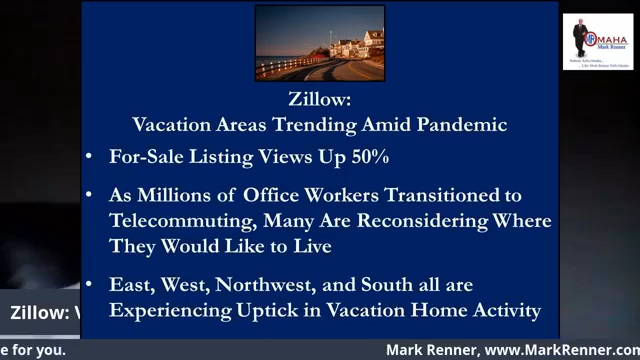 OMAHA
Mark Renner
Zillow:
Vacation Areas Trending Amid Pandemic
• For-Sale Listing Views Up 50%
• As Millions of Office Workers Transitioned to
Telecommuting, Many Are Reconsidering Where
They Would Like to Live
• East, West, Northwest, and South all are
Experiencing Uptick in Vacation Home Activity
Zillow: V
e for you.
Mark Renner, www.MarkRenner.com